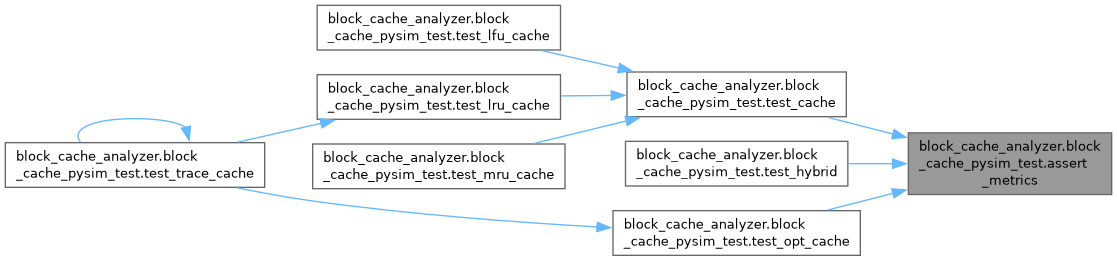 block_cache_analyzer.block
_cache_pysim_test.test_lfu_cache
block_cache_analyzer.block
_cache_pysim_test.test_cache
block_cache_analyzer.block
_cache_pysim_test.test_lru_cache
block_cache_analyzer.block
_cache_pysim_test.assert
_metrics
block_cache_analyzer.block
_cache_pysim_test.test_trace_cache
block_cache_analyzer.block
_cache_pysim_test.test_mru_cache
block_cache_analyzer.block
_cache_pysim_test.test_hybrid
block_cache_analyzer.block
_cache_pysim_test.test_opt_cache